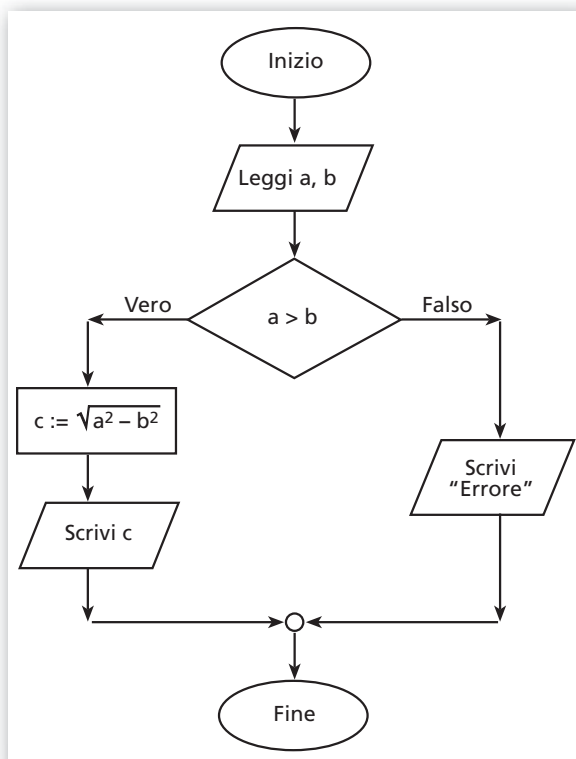 Inizio
Leggi a, b
Vero
a > b
Falso
c := √a² – b²
Scrivi
“Errore”
Scrivi c
Fine